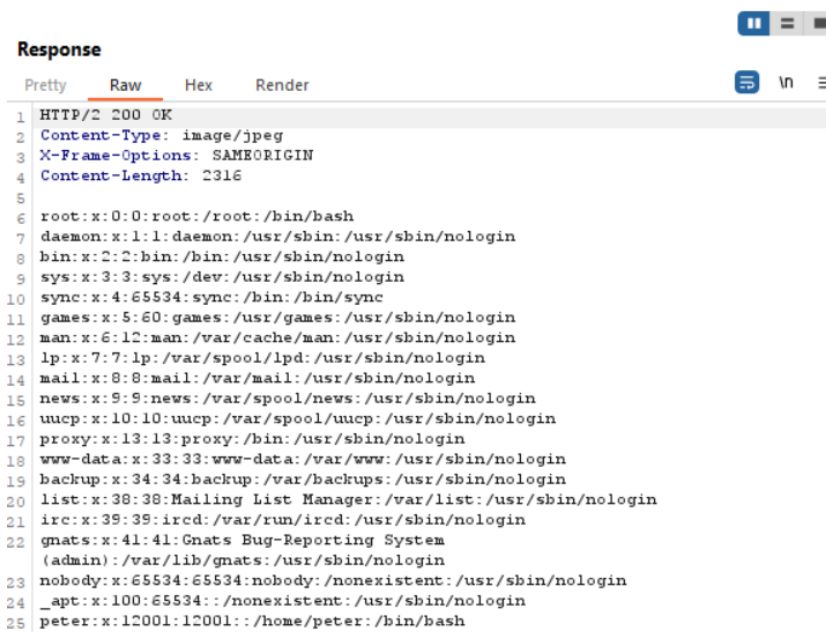 Response
Pretty Raw Hex Render \n
1 HTTP/2 200 OK
2 Content-Type: image/jpeg
3 X-Frame-Options: SAMEORIGIN
4 Content-Length: 2316
5
6 root:x:0:0:root:/root:/bin/bash
7 daemon:x:1:1:daemon:/usr/sbin:/usr/sbin/nologin
8 bin:x:2:2:bin:/bin:/usr/sbin/nologin
9 sys:x:3:3:sys:/dev:/usr/sbin/nologin
10 sync:x:4:65534:sync:/bin:/bin/sync
11 games:x:5:60:games:/usr/games:/usr/sbin/nologin
12 man:x:6:12:man:/var/cache/man:/usr/sbin/nologin
13 lp:x:7:7:lp:/var/spool/lpd:/usr/sbin/nologin
14 mail:x:8:8:mail:/var/mail:/usr/sbin/nologin
15 news:x:9:9:news:/var/spool/news:/usr/sbin/nologin
16 uucp:x:10:10:uucp:/var/spool/uucp:/usr/sbin/nologin
17 proxy:x:13:13:proxy:/bin:/usr/sbin/nologin
18 www-data:x:33:33:www-data:/var/www:/usr/sbin/nologin
19 backup:x:34:34:backup:/var/backups:/usr/sbin/nologin
20 list:x:38:38:Mailing List Manager:/var/list:/usr/sbin/nologin
21 irc:x:39:39:ircd:/var/run/ircd:/usr/sbin/nologin
22 gnats:x:41:41:Gnats Bug-Reporting System
(admin):/var/lib/gnats:/usr/sbin/nologin
23 nobody:x:65534:65534:nobody:/nonexistent:/usr/sbin/nologin
24 _apt:x:100:65534::/nonexistent:/usr/sbin/nologin
25 peter:x:12001:12001::/home/peter:/bin/bash